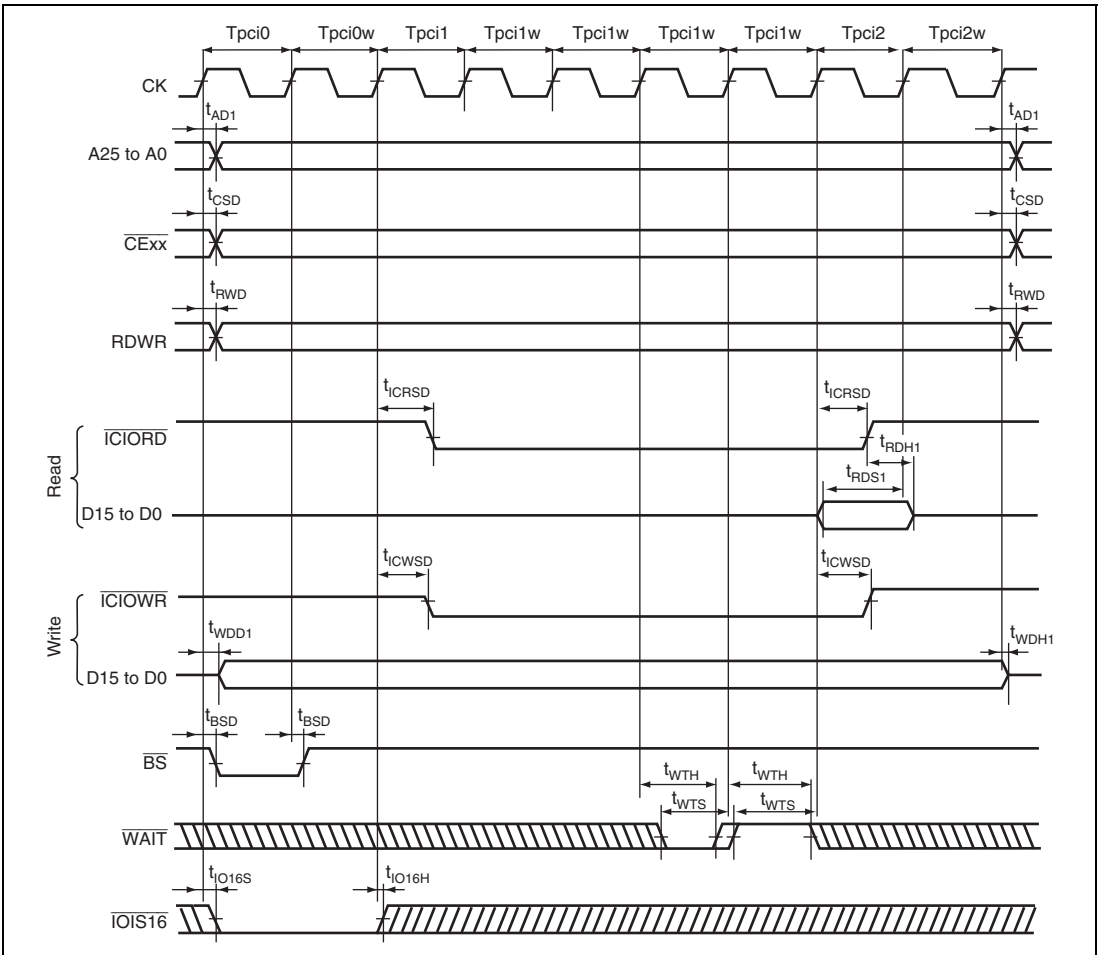 Tpci0 Tpci0w Tpci1 Tpci1w Tpci1w Tpci1w Tpci1w Tpci2 Tpci2w
CK
tAD1 tAD1
A25 to A0
tCSD tCSD
CExx
tRWD tRWD
RDWR
tICRSD tICRSD
ICIORD
tRDH1
Read
tRDS1
D15 to D0
tICWSD tICWSD
ICIOWR
Write
tWDD1 tWDH1
D15 to D0
tBSD tBSD
BS
tWTH tWTH
tWTS tWTS
WAIT
tIO16S tIO16H
IOIS16